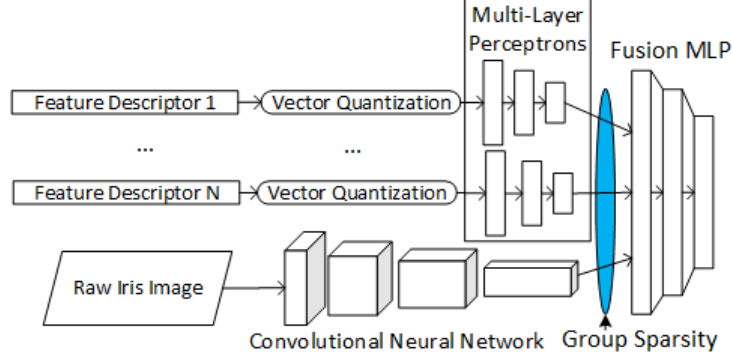 Multi-Layer
Perceptrons
Fusion MLP
Feature Descriptor 1
Vector Quantization
...
...
Feature Descriptor N
Vector Quantization
Raw Iris Image
Convolutional Neural Network
Group Sparsity